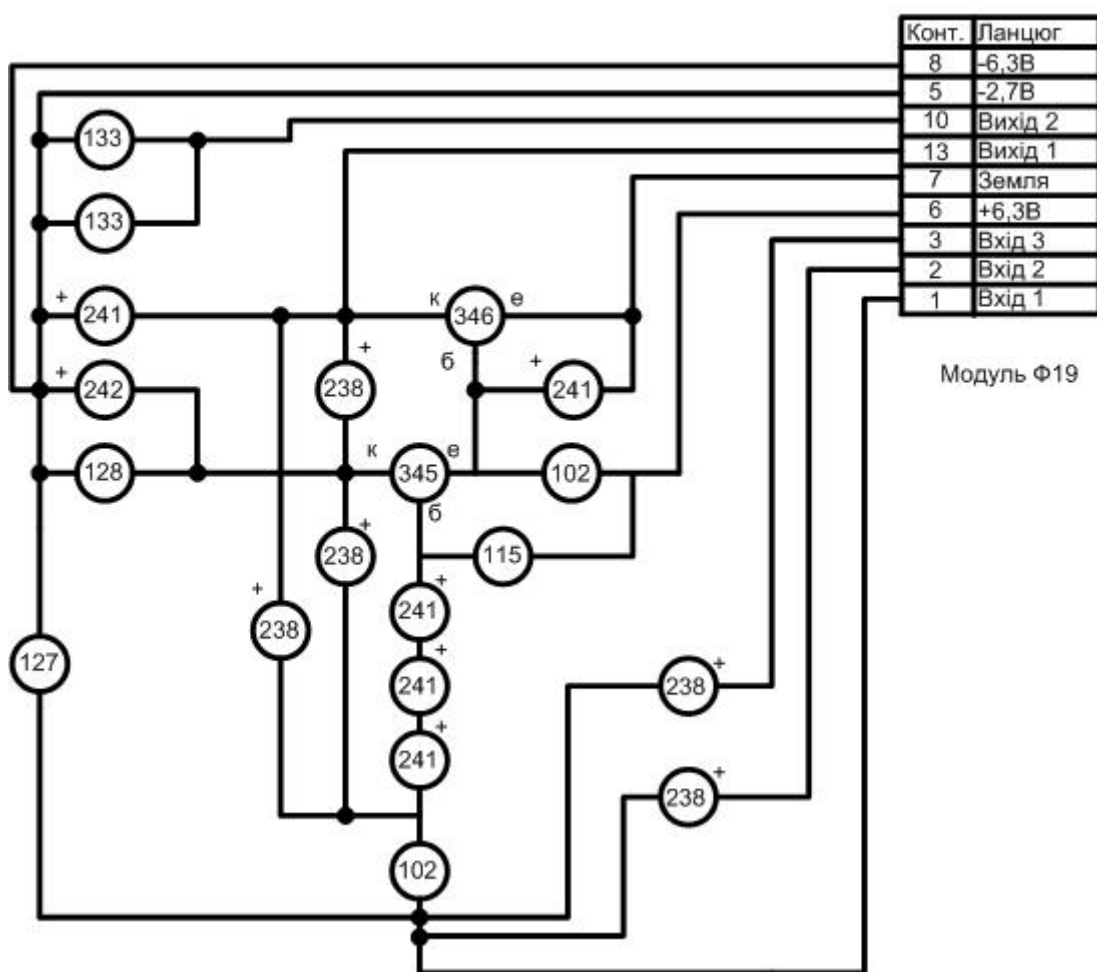 Конт. Ланцюг
8 -6,3В
5 -2,7В
10 Вихід 2
13 Вихід 1
7 Земля
6 +6,3В
3 Вхід 3
2 Вхід 2
1 Вхід 1
Модуль Ф19
133
133
+ 241
к 346 е
б
+ 242
+ 238
+ 241
128
к 345 е
б
102
+ 238
115
+ 241
+ 238
127
+ 241
238 +
+ 241
238 +
102